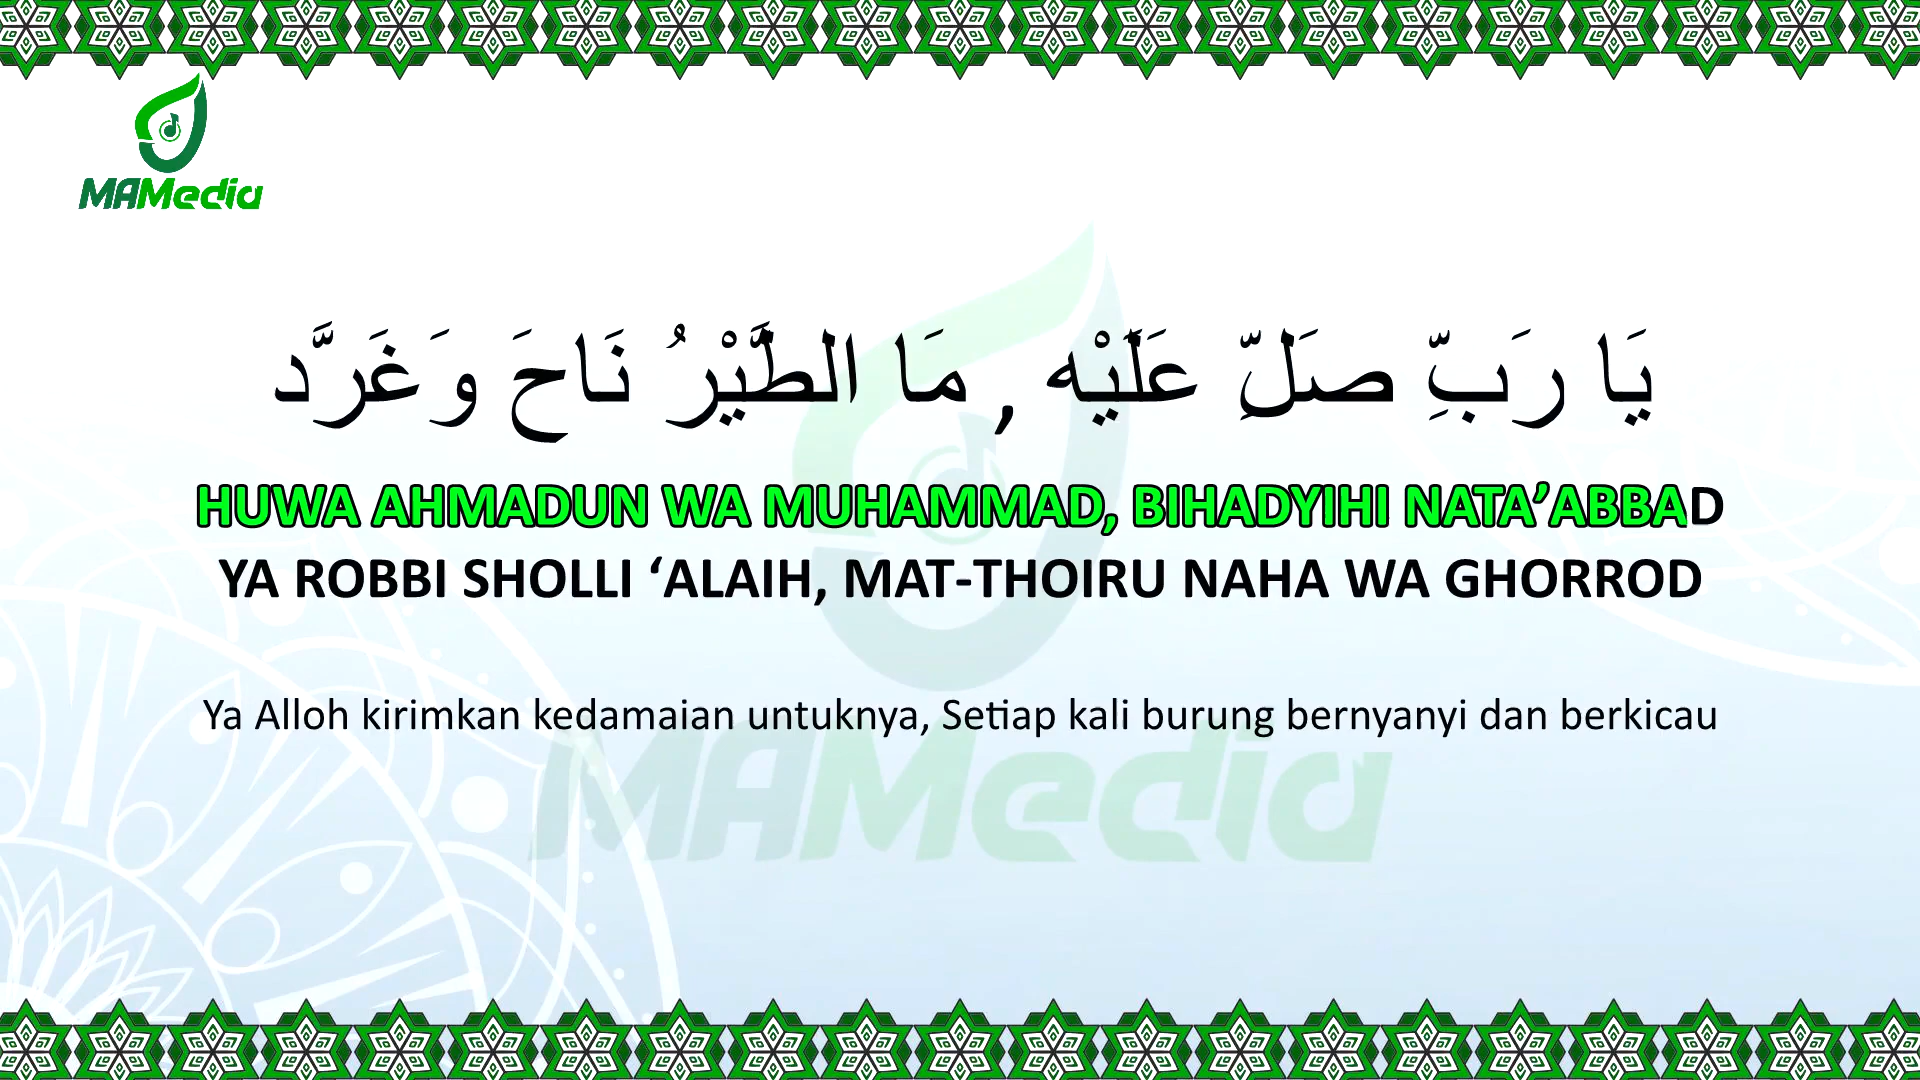 MAMedia
يَا رَبِّ صَلِّ عَلَيْه , مَا الطَّيْرُ نَاحَ وَغَرَّد
HUWA AHMADUN WA MUHAMMAD, BIHADYIHI NATA’ABBAD
YA ROBBI SHOLLI ‘ALAIH, MAT-THOIRU NAHA WA GHORROD
Ya Alloh kirimkan kedamaian untuknya, Setiap kali burung bernyanyi dan berkicau
MAMedia